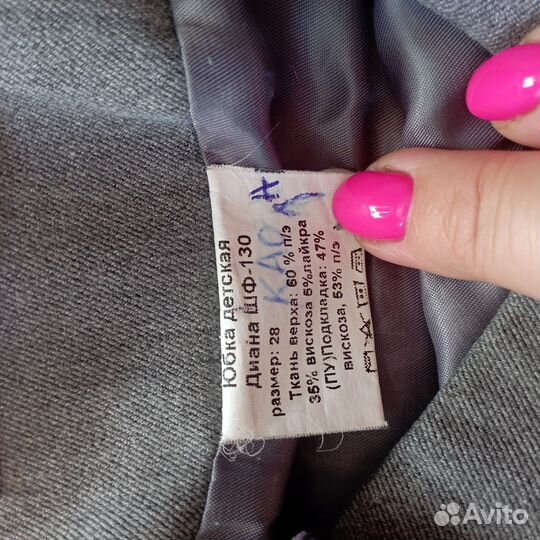 Юбка детская
Диана ШФ-130
размер: 28
Ткань верха: 60 % п/э
35% вискоза 5%лайкра
(ПУ)Подкладка: 47%
вискоза, 53% п/э
Avito